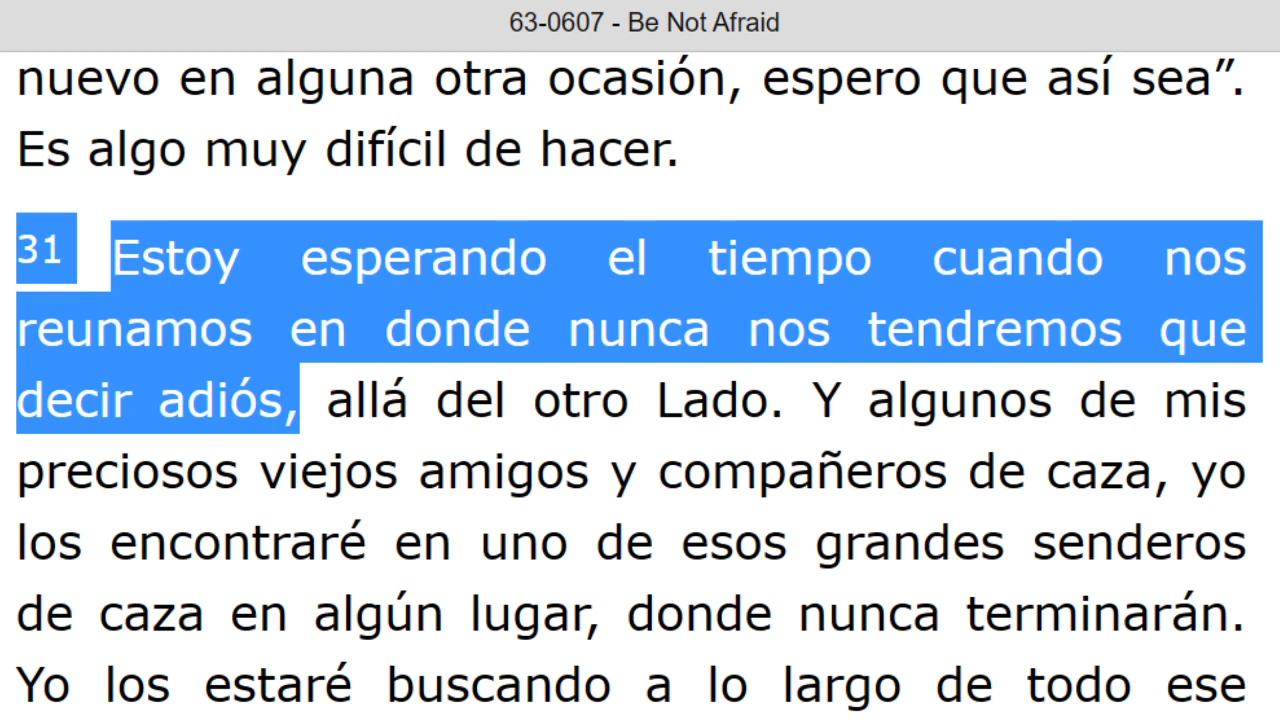 63-0607 - Be Not Afraid
nuevo en alguna otra ocasión, espero que así sea”.
Es algo muy difícil de hacer.
31 Estoy esperando el tiempo cuando nos
reunamos en donde nunca nos tendremos que
decir adiós, allá del otro Lado. Y algunos de mis
preciosos viejos amigos y compañeros de caza, yo
los encontraré en uno de esos grandes senderos
de caza en algún lugar, donde nunca terminarán.
Yo los estaré buscando a lo largo de todo ese